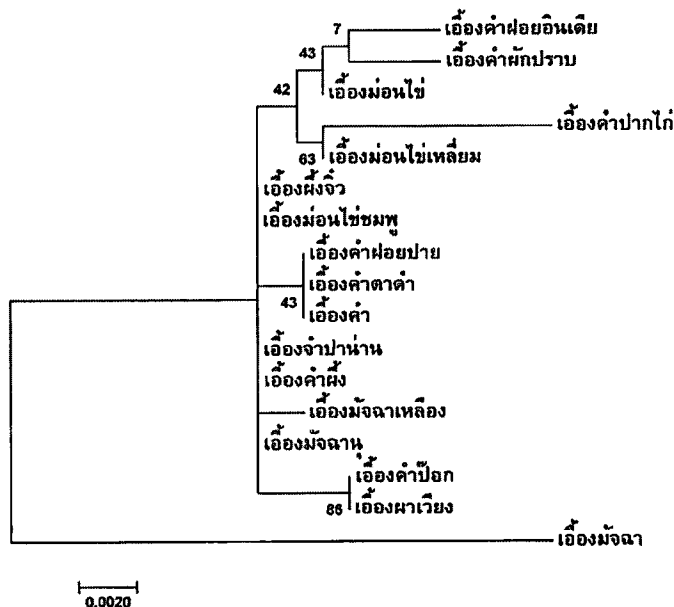 7
เอื้องคำฝอยอินเดีย
43
เอื้องคำผักปราบ
42
เอื้องม่อนไข่
เอื้องคำปากไก่
63
เอื้องม่อนไข่เหลี่ยม
เอื้องผึ้งจิ๋ว
เอื้องม่อนไข่ชมพู
เอื้องคำฝอยปาย
เอื้องคำตาดำ
43
เอื้องคำ
เอื้องจำปาน่าน
เอื้องคำผึ้ง
เอื้องมัจฉาเหลือง
เอื้องมัจฉานุ
เอื้องคำป๊อก
86
เอื้องผาเวียง
เอื้องมัจฉา
0.0020